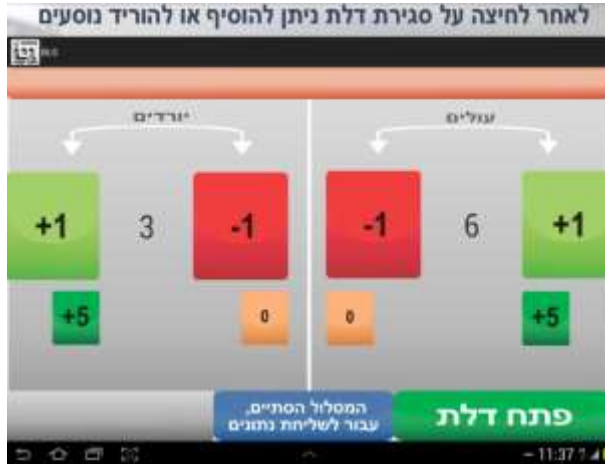 לאחר לחיצה על סגירת דלת ניתן להוסיף או להוריד נוסעים
עולים
יורדים
+1
6
-1
-1
3
+1
+5
0
0
+5
פתח דלת
המסלול הסתיים,
עבור לשליחת נתונים
11:37